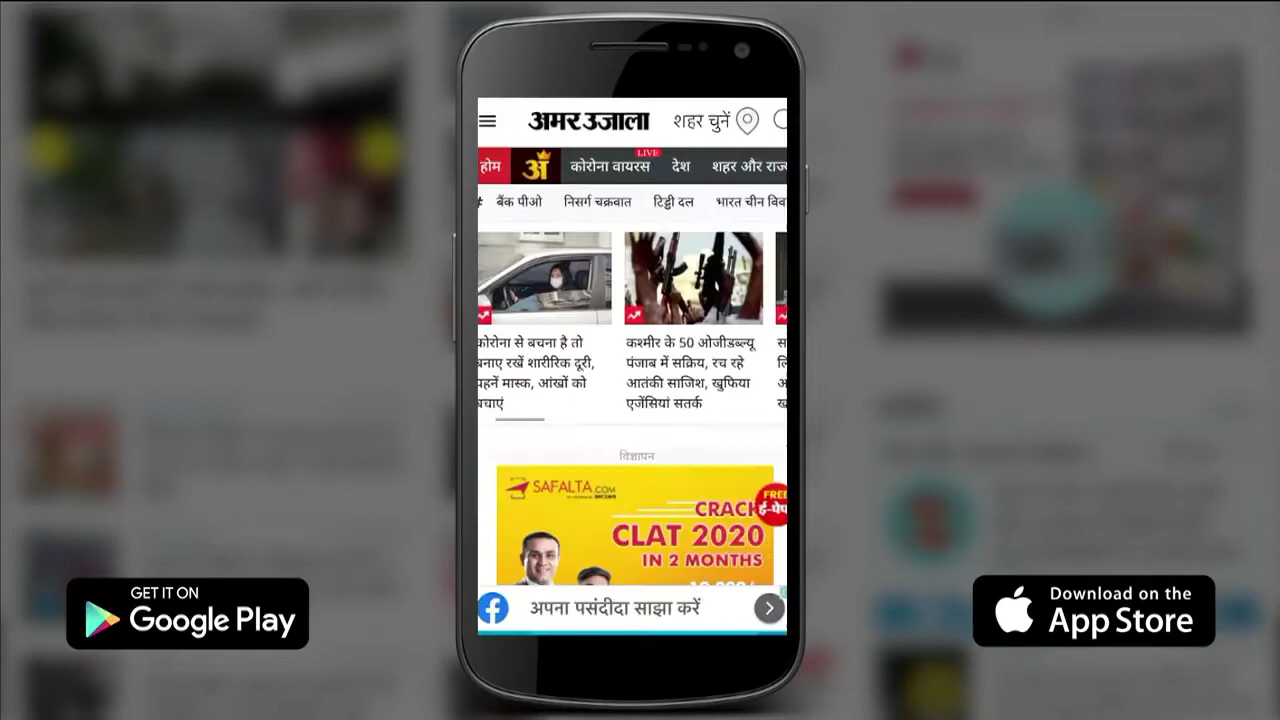 अमर उजाला
शहर चुनें
LIVE
होम
अ
कोरोना वायरस
देश
शहर और राज्य
#
बैंक पीओ
निसर्ग चक्रवात
टिड्डी दल
भारत चीन विवा
कोरोना से बचना है तो
बनाए रखें शारीरिक दूरी,
पहनें मास्क, आंखों को
बचाएं
कश्मीर के 50 ओजीडब्ल्यू
पंजाब में सक्रिय, रच रहे
आतंकी साजिश, खुफिया
एजेंसियां सतर्क
विज्ञापन
SAFALTA.COM
FREE
ई-पेप
CRACK
CLAT 2020
IN 2 MONTHS
अपना पसंदीदा साझा करें
GET IT ON
Google Play
Download on the
App Store